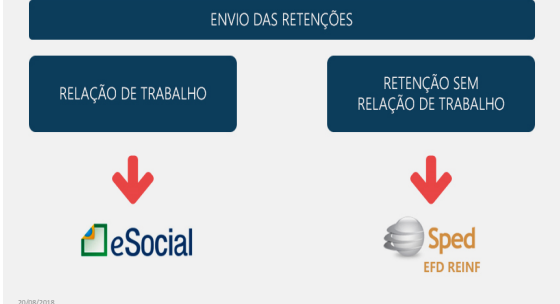 ENVIO DAS RETENÇÕES
RELAÇÃO DE TRABALHO
RETENÇÃO SEM
RELAÇÃO DE TRABALHO
eSocial
Sped
EFD REINF
20/08/2018